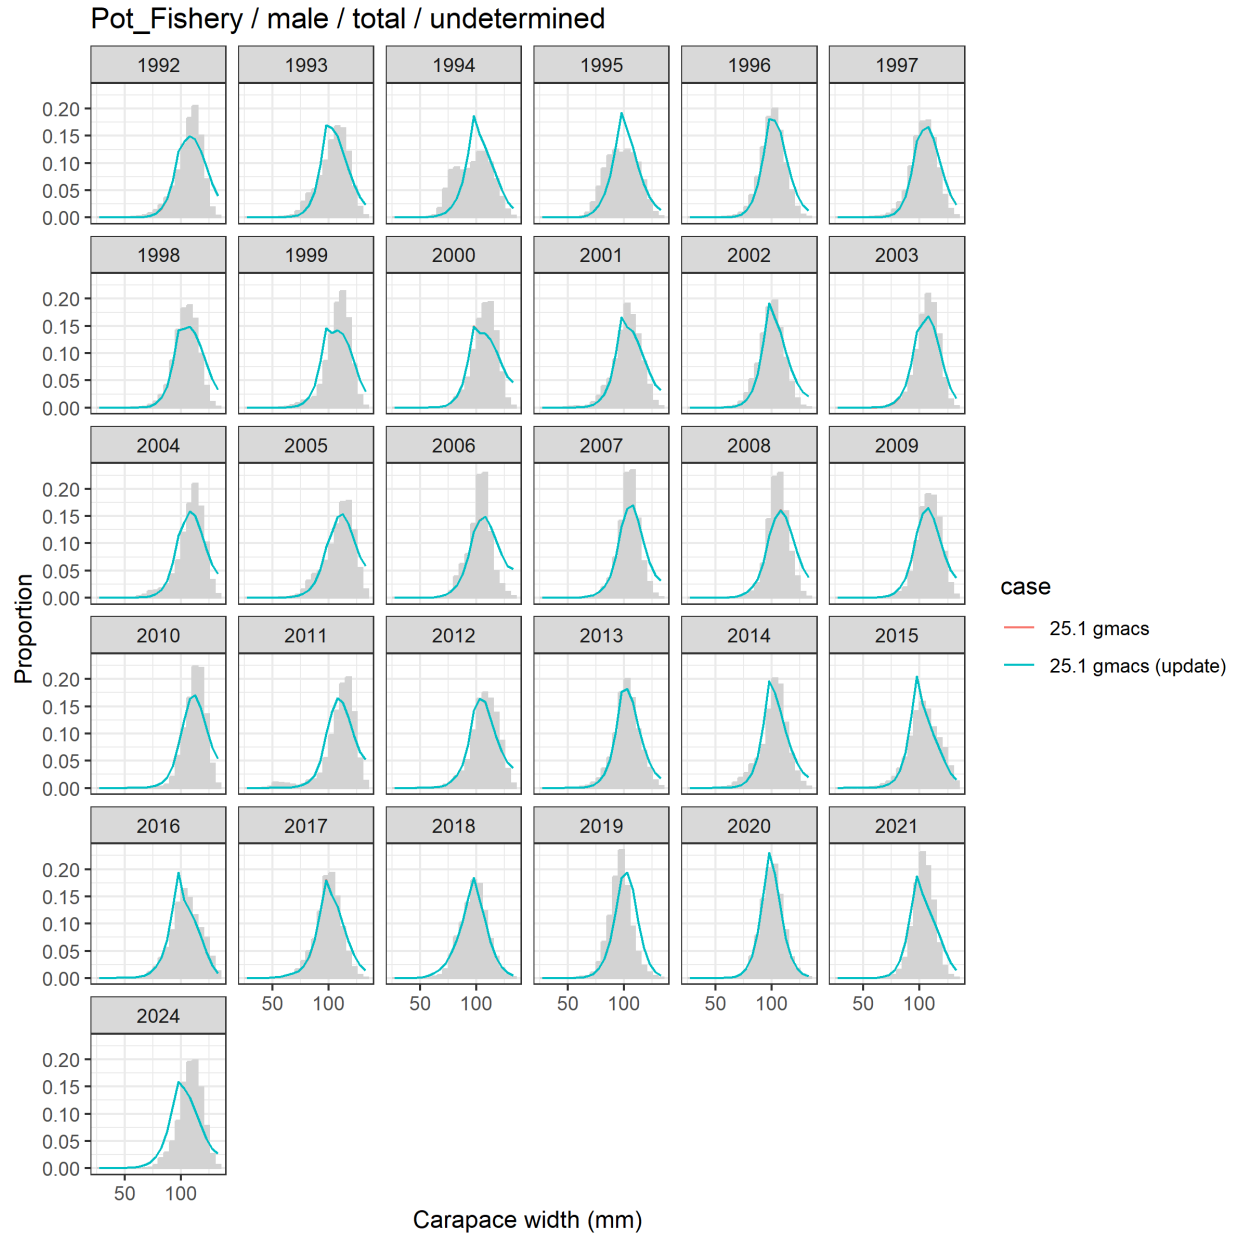 Pot_Fishery / male / total / undetermined
1992 1993 1994 1995 1996 1997
0.20
0.15
0.10
0.05
0.00
1998 1999 2000 2001 2002 2003
0.20
0.15
0.10
0.05
0.00
2004 2005 2006 2007 2008 2009
0.20
0.15
0.10
0.05
0.00
2010 2011 2012 2013 2014 2015
0.20
0.15
0.10
0.05
0.00
2016 2017 2018 2019 2020 2021
0.20
0.15
0.10
0.05
0.00
50 100 50 100 50 100 50 100 50 100
2024
0.20
0.15
0.10
0.05
0.00
50 100
Proportion
Carapace width (mm)
case
25.1 gmacs
25.1 gmacs (update)